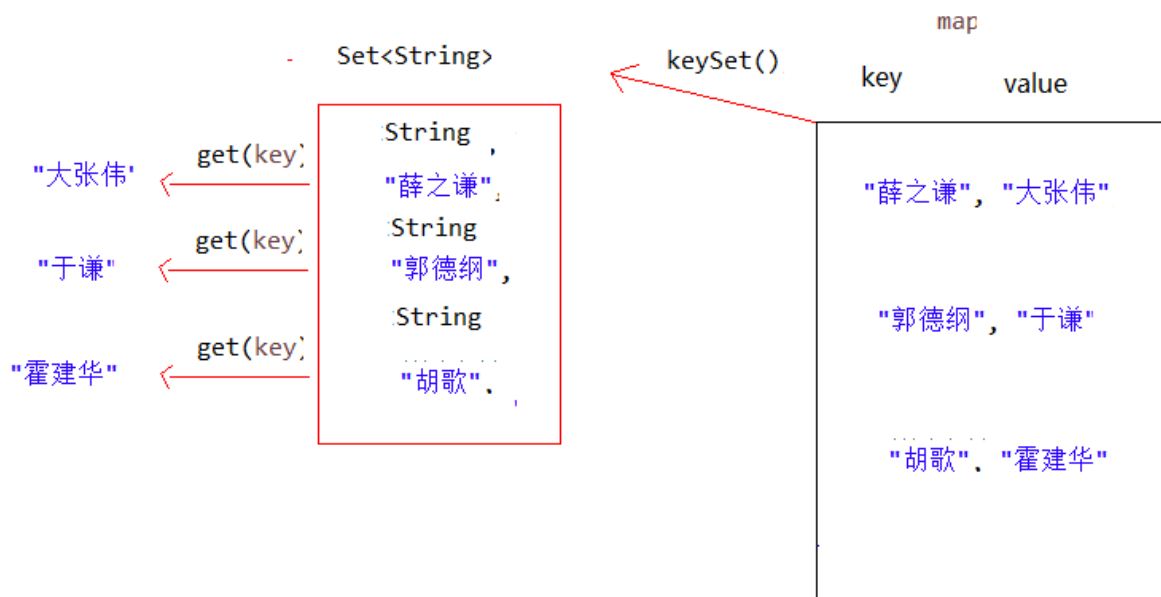 map
Set<String>
keySet()
key value
String ,
get(key)
"大张伟'
"薛之谦",
"薛之谦", "大张伟"
String
get(key)
"于谦"
"郭德纲",
String
"郭德纲", "于谦"
get(key)
"霍建华"
"胡歌".
"胡歌". "霍建华"